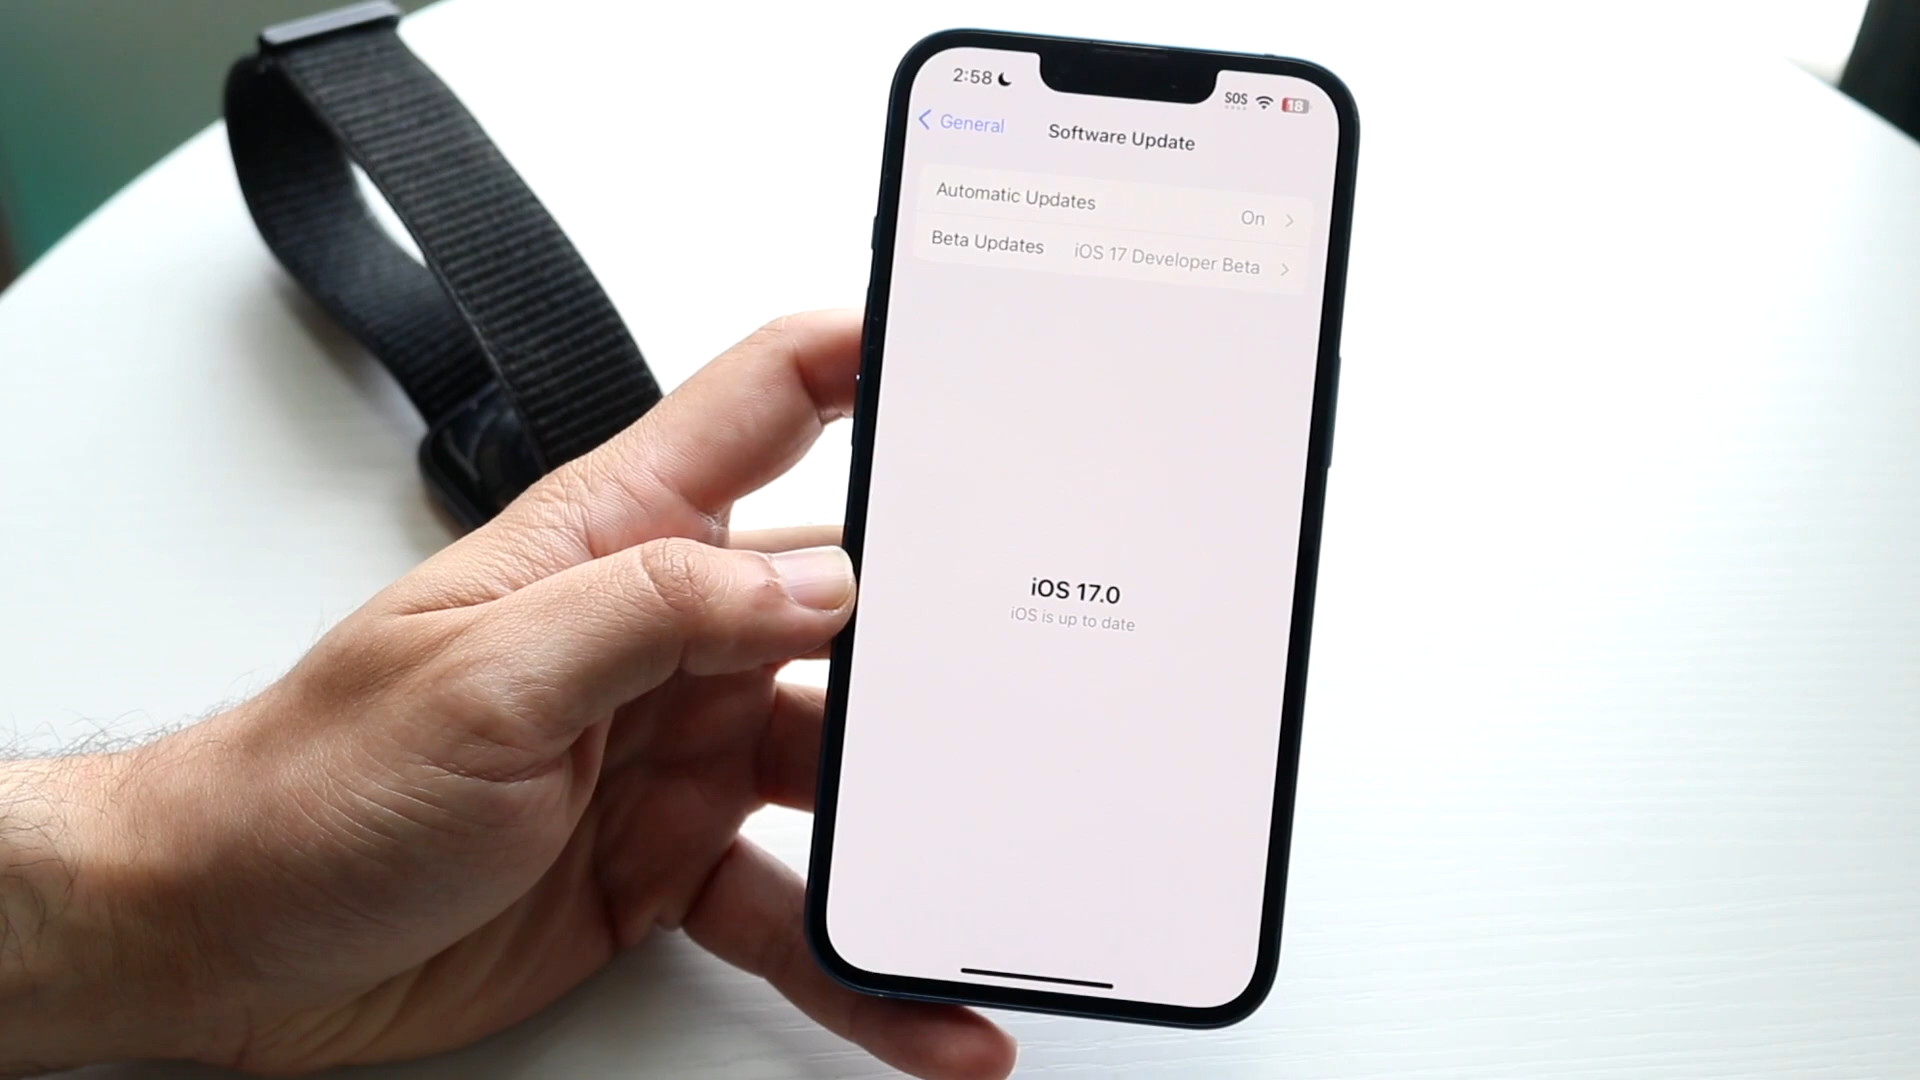 2:58
SOS
18
General
Software Update
Automatic Updates
On
Beta Updates
iOS 17 Developer Beta
iOS 17.0
iOS is up to date